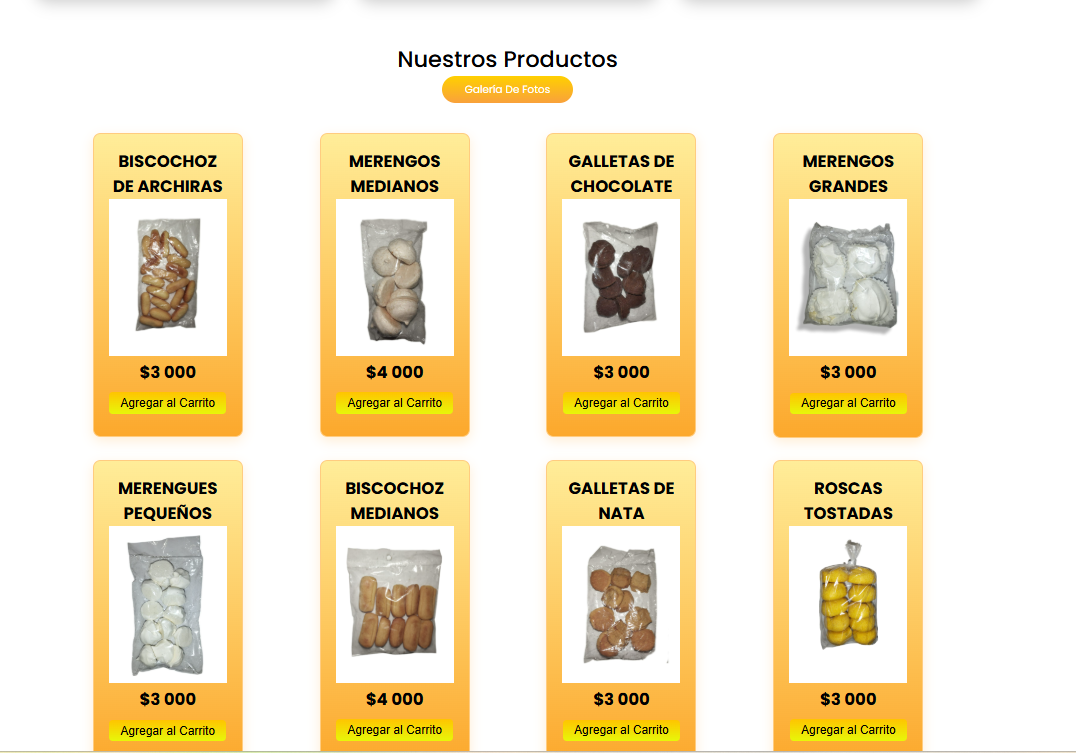 Nuestros Productos
Galería De Fotos
BISCOCHOZ
DE ARCHIRAS
$3 000
Agregar al Carrito
MERENGOS
MEDIANOS
$4 000
Agregar al Carrito
GALLETAS DE
CHOCOLATE
$3 000
Agregar al Carrito
MERENGOS
GRANDES
$3 000
Agregar al Carrito
MERENGUES
PEQUEÑOS
$3 000
Agregar al Carrito
BISCOCHOZ
MEDIANOS
$4 000
Agregar al Carrito
GALLETAS DE
NATA
$3 000
Agregar al Carrito
ROSCAS
TOSTADAS
$3 000
Agregar al Carrito